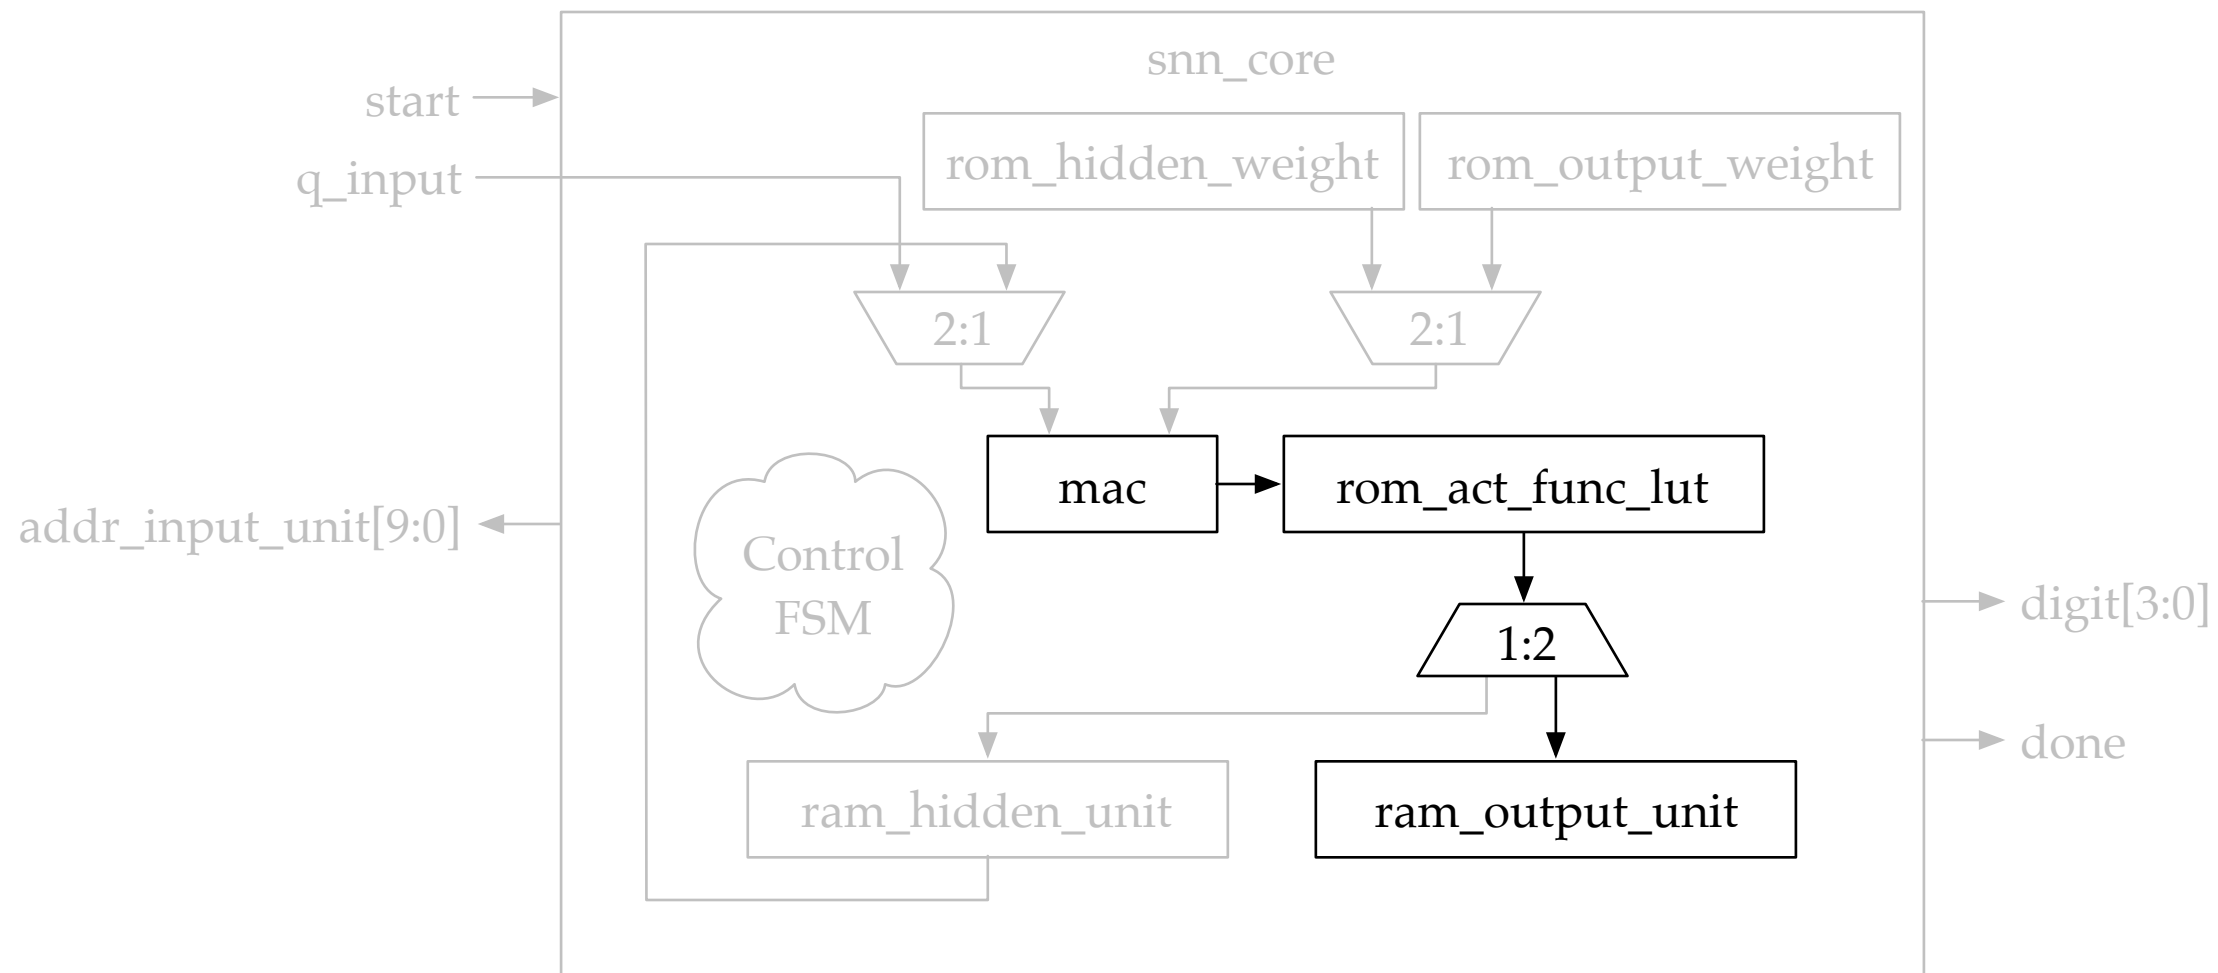 snn_core
start
rom_hidden_weight
rom_output_weight
q_input
2:1
2:1
mac
rom_act_func_lut
addr_input_unit[9:0]
Control
FSM
digit[3:0]
1:2
done
ram_hidden_unit
ram_output_unit